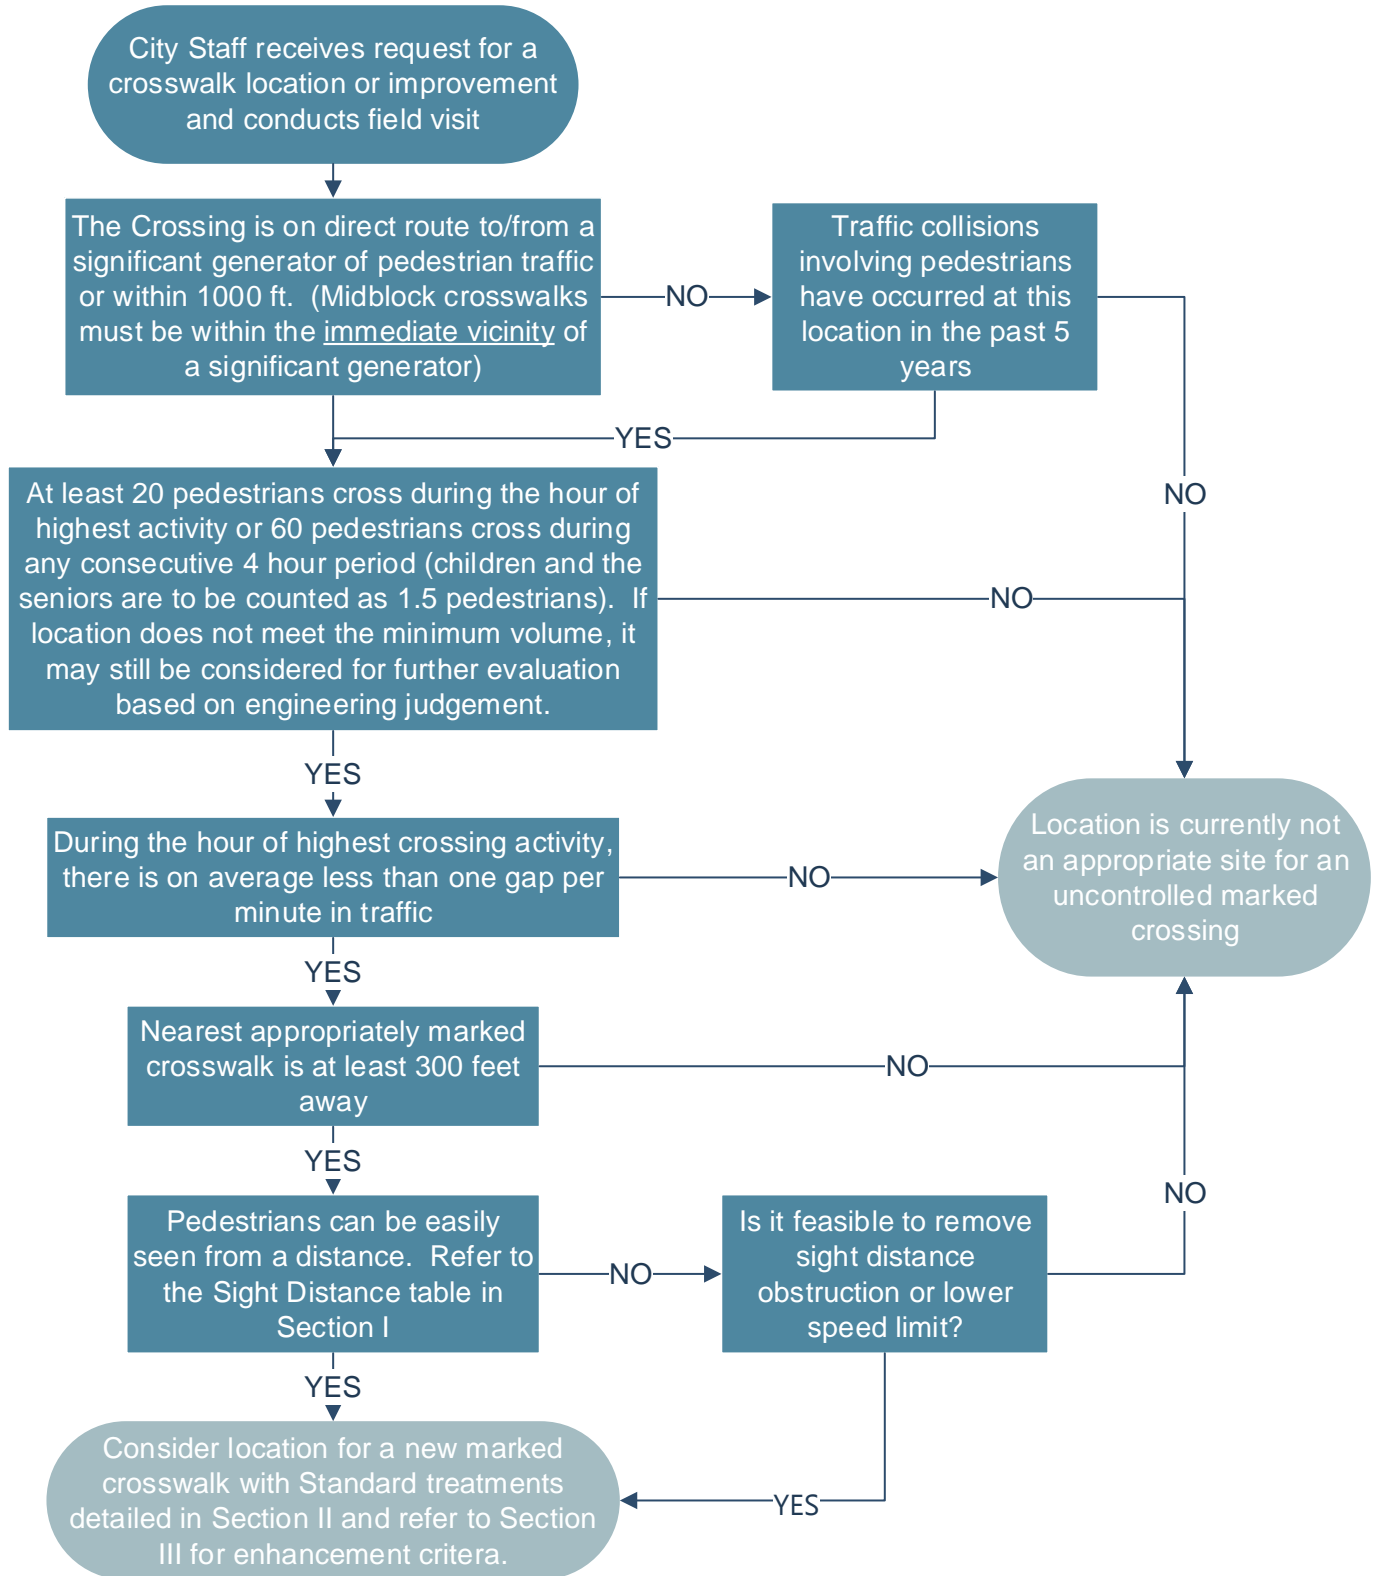 City Staff receives request for a
crosswalk location or improvement
and conducts field visit
The Crossing is on direct route to/from a
significant generator of pedestrian traffic
or within 1000 ft.  (Midblock crosswalks
must be within the immediate vicinity of
a significant generator)
NO
Traffic collisions
involving pedestrians
have occurred at this
location in the past 5
years
YES
NO
At least 20 pedestrians cross during the hour of
highest activity or 60 pedestrians cross during
any consecutive 4 hour period (children and the
seniors are to be counted as 1.5 pedestrians).  If
location does not meet the minimum volume, it
may still be considered for further evaluation
based on engineering judgement.
NO
YES
During the hour of highest crossing activity,
there is on average less than one gap per
minute in traffic
NO
Location is currently not
an appropriate site for an
uncontrolled marked
crossing
YES
Nearest appropriately marked
crosswalk is at least 300 feet
away
NO
YES
Pedestrians can be easily
seen from a distance.  Refer to
the Sight Distance table in
Section I
NO
Is it feasible to remove
sight distance
obstruction or lower
speed limit?
NO
YES
YES
Consider location for a new marked
crosswalk with Standard treatments
detailed in Section II and refer to Section
III for enhancement critera.